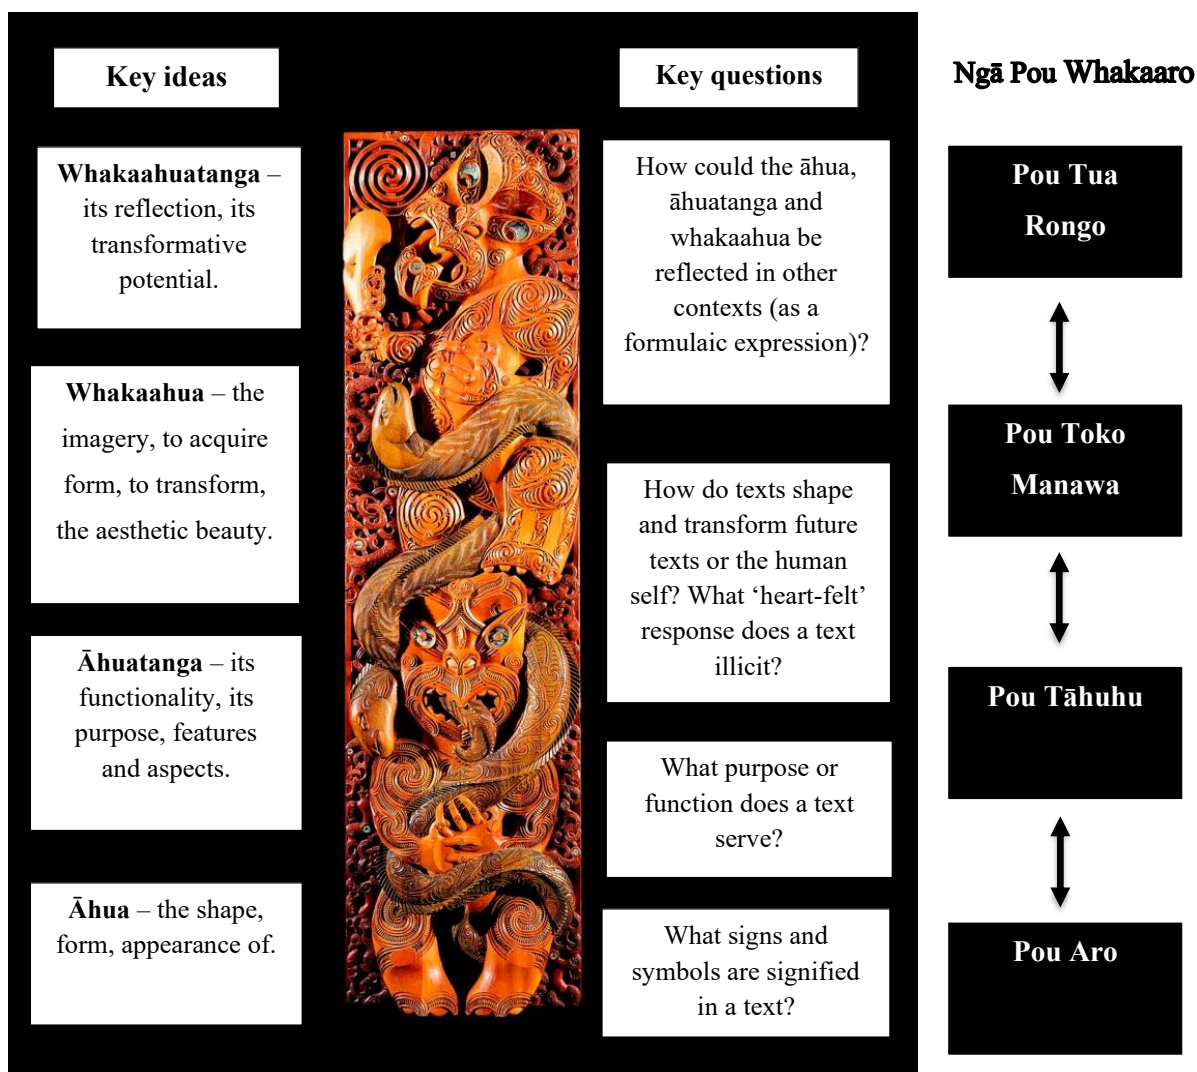 Key ideas
Whakaahuatanga –
its reflection, its
transformative
potential.
Whakaahua – the
imagery, to acquire
form, to transform,
the aesthetic beauty.
Āhuatanga – its
functionality, its
purpose, features
and aspects.
Āhua – the shape,
form, appearance of.
Key questions
How could the āhua,
āhuatanga and
whakaahua be
reflected in other
contexts (as a
formulaic expression)?
How do texts shape
and transform future
texts or the human
self? What ‘heart-felt’
response does a text
illicit?
What purpose or
function does a text
serve?
What signs and
symbols are signified
in a text?
Ngā Pou Whakaaro
Pou Tua
Rongo
Pou Toko
Manawa
Pou Tāhuhu
Pou Aro